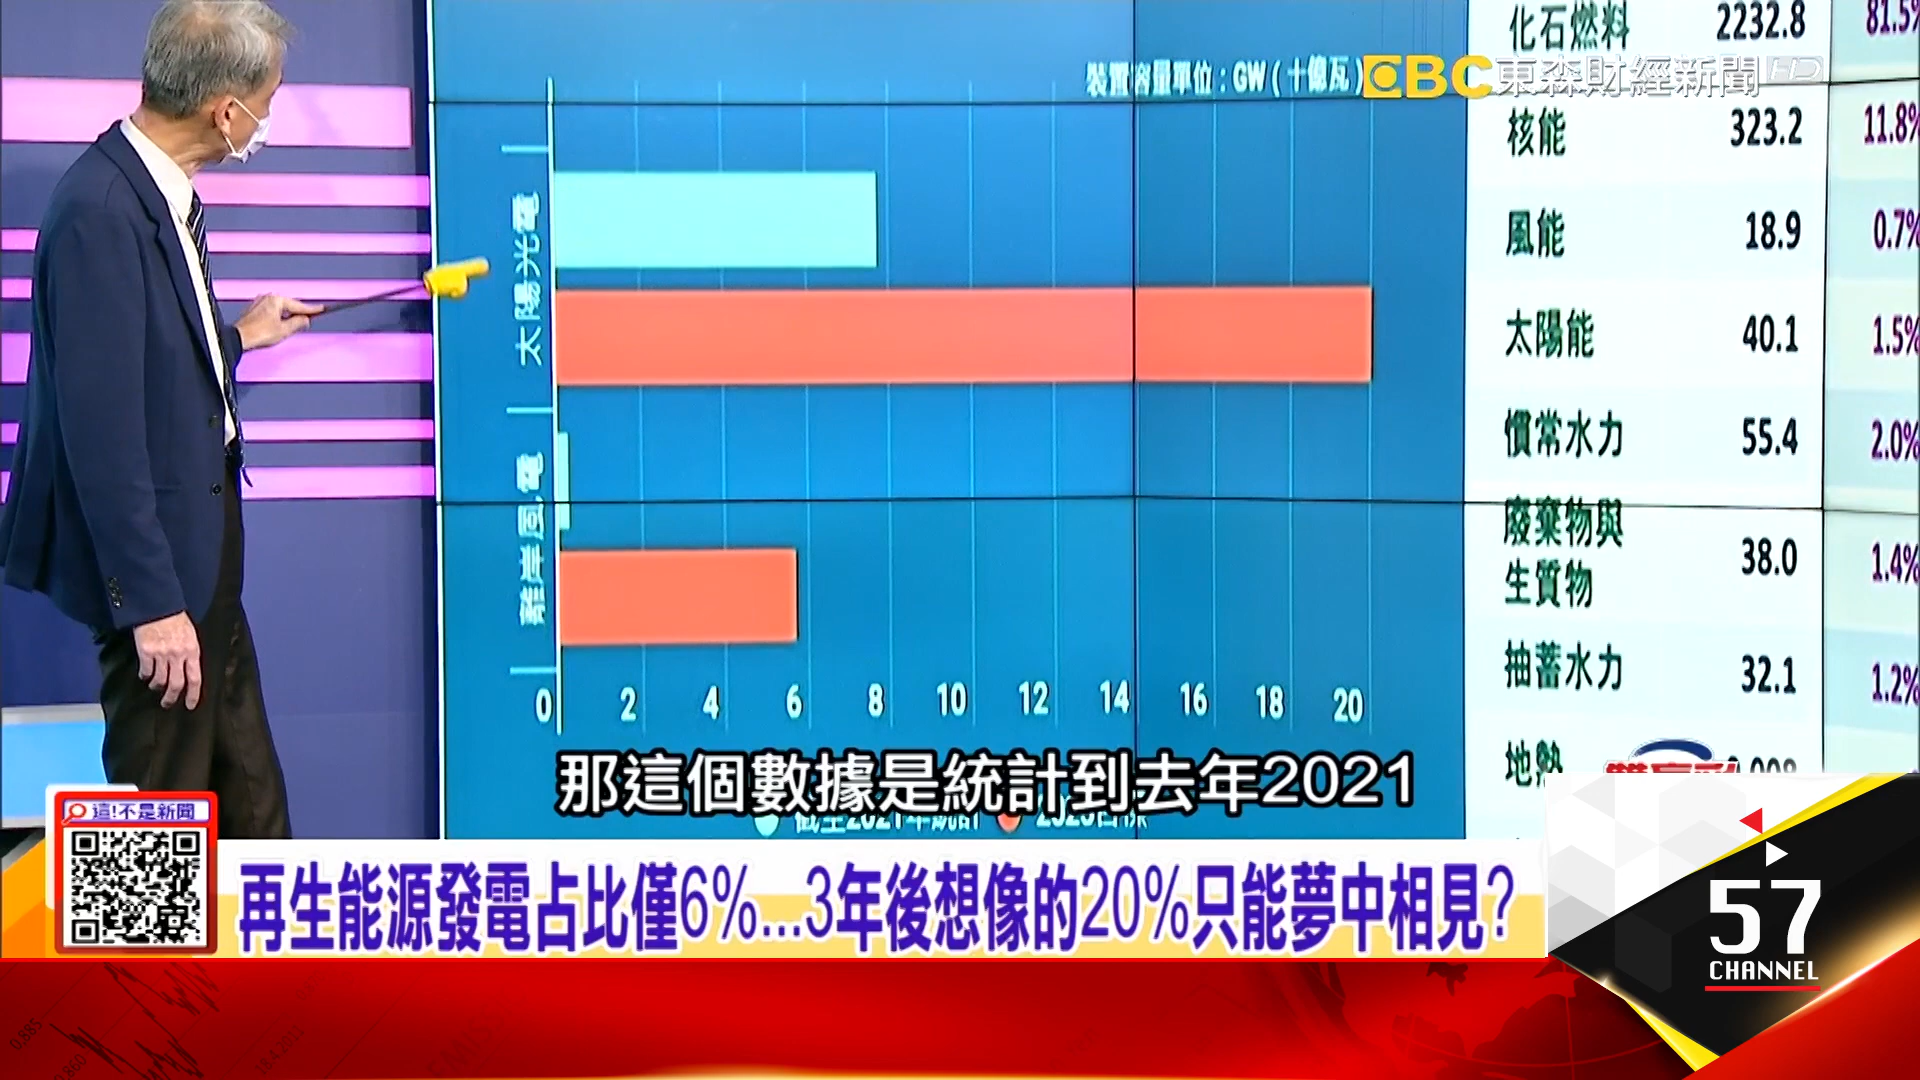 裝置容量單位：GW（十億瓦）
EBC 東森財經新聞 HD
化石燃料 2232.8 81.5%
核能 323.2 11.8%
風能 18.9 0.7%
太陽能 40.1 1.5%
慣常水力 55.4 2.0%
廢棄物與
生質物 38.0 1.4%
抽蓄水力 32.1 1.2%
地熱
太陽光電
離岸風電
0 2 4 6 8 10 12 14 16 18 20
那這個數據是統計到去年2021
這!不是新聞
再生能源發電占比僅6%...3年後想像的20%只能夢中相見?
57
CHANNEL